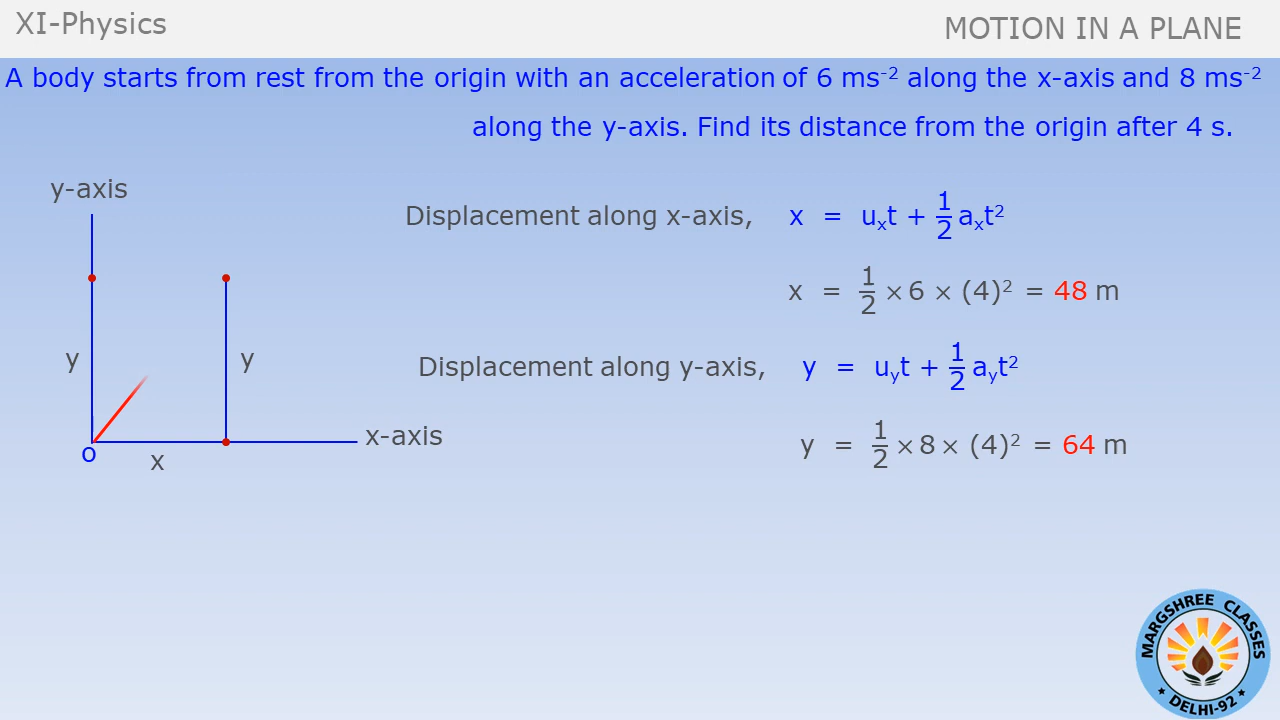 XI-Physics
MOTION IN A PLANE
A body starts from rest from the origin with an acceleration of 6 ms⁻² along the x-axis and 8 ms⁻²
along the y-axis. Find its distance from the origin after 4 s.
y-axis
Displacement along x-axis, x = uₓt + 1/2 aₓt²
x = 1/2 × 6 × (4)² = 48 m
y
y
Displacement along y-axis, y = u_yt + 1/2 a_yt²
x-axis
y = 1/2 × 8 × (4)² = 64 m
o
x
MARGSHREE CLASSES
DELHI-92